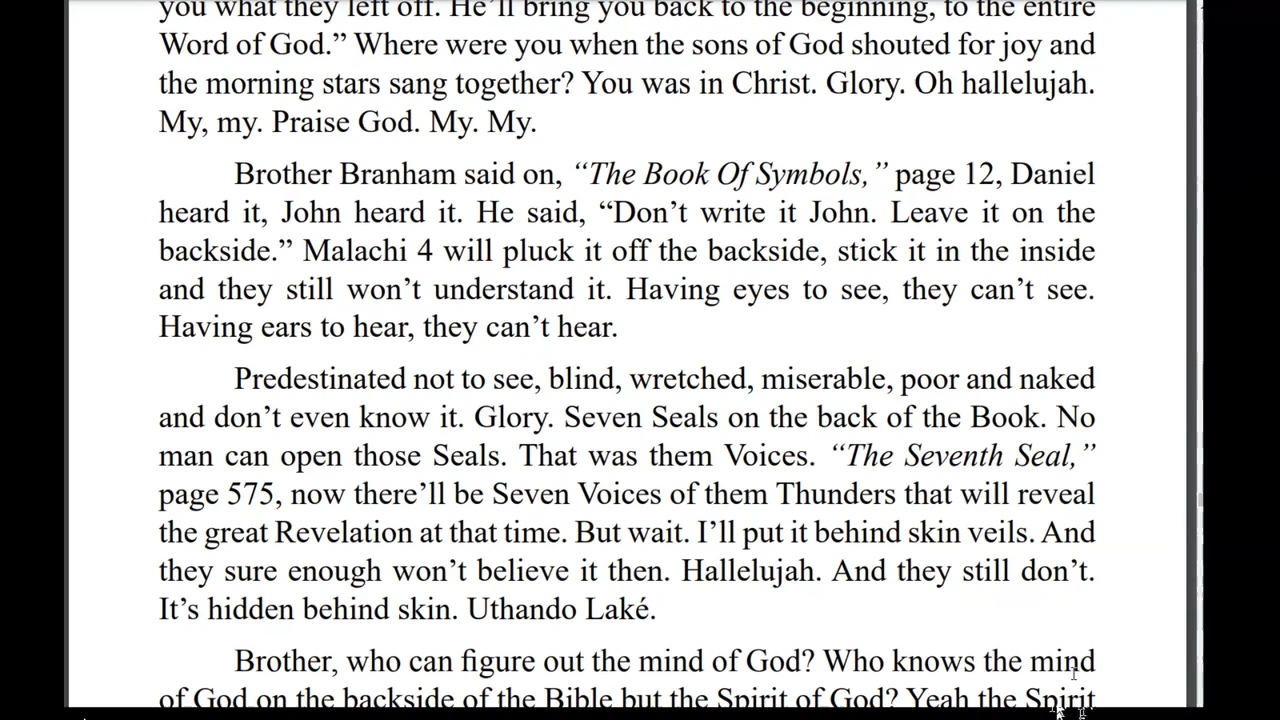 you what they left off. He’ll bring you back to the beginning, to the entire
Word of God.” Where were you when the sons of God shouted for joy and
the morning stars sang together? You was in Christ. Glory. Oh hallelujah.
My, my. Praise God. My. My.
Brother Branham said on, “The Book Of Symbols,” page 12, Daniel
heard it, John heard it. He said, “Don’t write it John. Leave it on the
backside.” Malachi 4 will pluck it off the backside, stick it in the inside
and they still won’t understand it. Having eyes to see, they can’t see.
Having ears to hear, they can’t hear.
Predestinated not to see, blind, wretched, miserable, poor and naked
and don’t even know it. Glory. Seven Seals on the back of the Book. No
man can open those Seals. That was them Voices. “The Seventh Seal,”
page 575, now there’ll be Seven Voices of them Thunders that will reveal
the great Revelation at that time. But wait. I’ll put it behind skin veils. And
they sure enough won’t believe it then. Hallelujah. And they still don’t.
It’s hidden behind skin. Uthando Laké.
Brother, who can figure out the mind of God? Who knows the mind
of God on the backside of the Bible but the Spirit of God? Yeah the Spirit